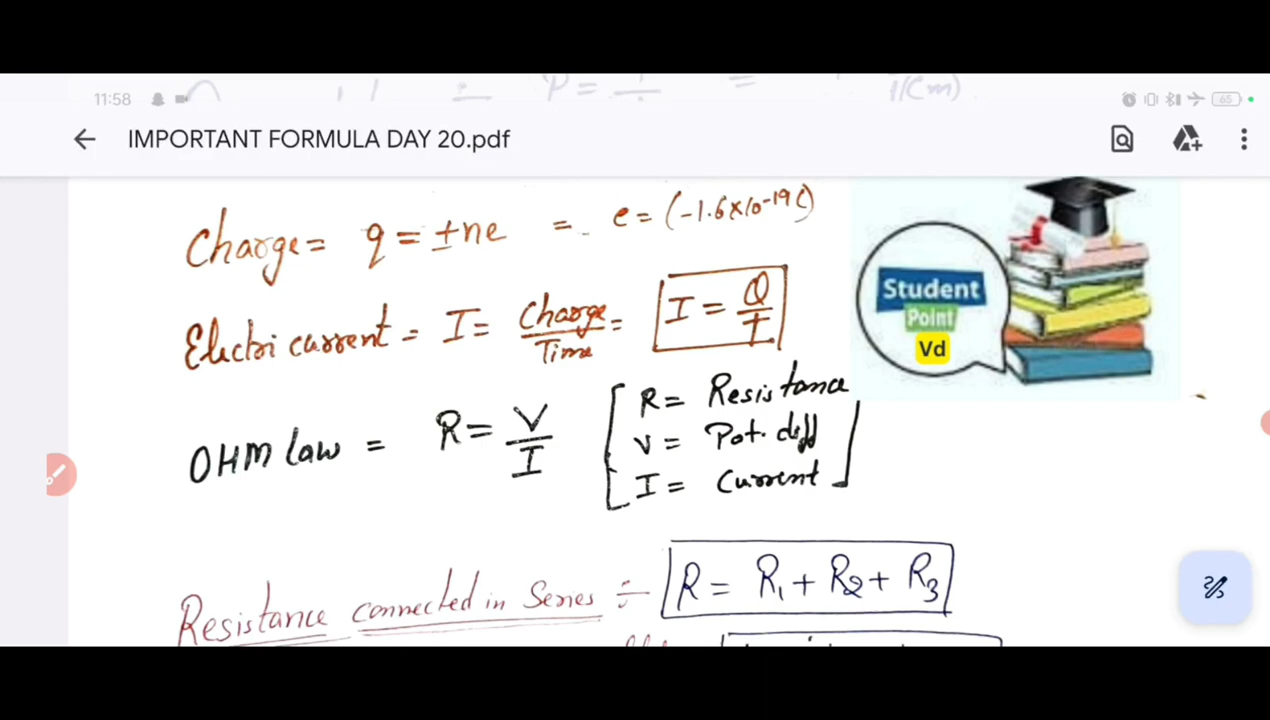 P =
=
i/(m)
11:58
65
IMPORTANT FORMULA DAY 20.pdf
Charge = q = ±ne = e = (-1.6×10-19C)
Electri current = I = Charge/Time = I = Q/t
OHM law = R = V/I
R = Resistance
V = Pot. diff
I = Current
Student
Point
Vd
Resistance connected in Series ÷ R = R1 + R2 + R3